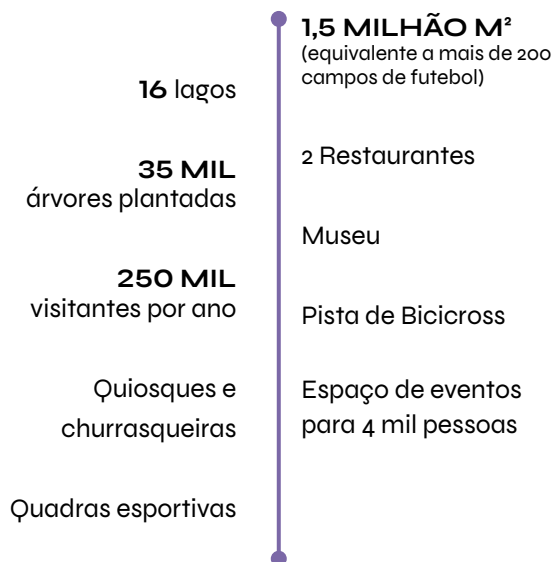 1,5 MILHÃO M²
(equivalente a mais de 200
campos de futebol)
16 lagos
2 Restaurantes
35 MIL
árvores plantadas
Museu
250 MIL
visitantes por ano
Pista de Bicicross
Quiosques e
churrasqueiras
Espaço de eventos
para 4 mil pessoas
Quadras esportivas